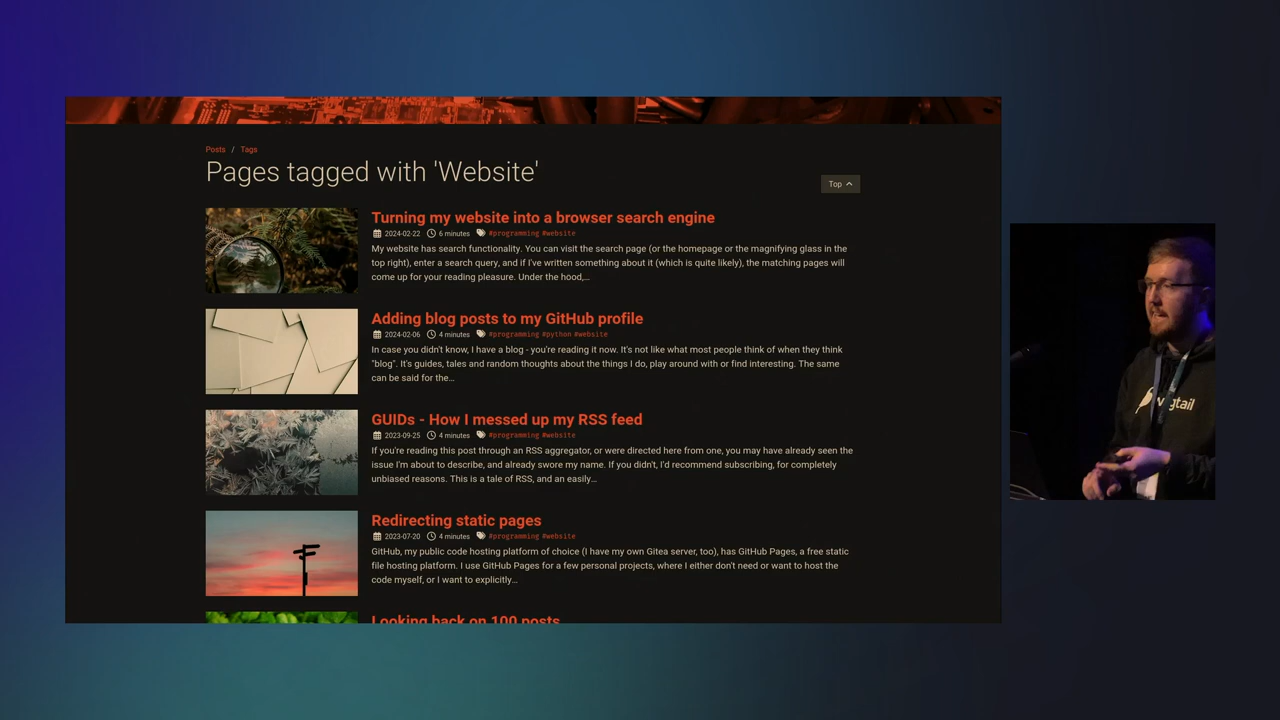 Posts / Tags
Pages tagged with 'Website'
Top
Turning my website into a browser search engine
2024-02-22 6 minutes #programming #website
My website has search functionality. You can visit the search page (or the homepage or the magnifying glass in the
top right), enter a search query, and if I've written something about it (which is quite likely), the matching pages will
come up for your reading pleasure. Under the hood,...
Adding blog posts to my GitHub profile
2024-02-06 4 minutes #programming #python #website
In case you didn't know, I have a blog - you're reading it now. It's not like what most people think of when they think
"blog". It's guides, tales and random thoughts about the things I do, play around with or find interesting. The same
can be said for the...
GUIDs - How I messed up my RSS feed
2023-09-25 4 minutes #programming #website
If you're reading this post through an RSS aggregator, or were directed here from one, you may have already seen the
issue I'm about to describe, and already swore my name. If you didn't, I'd recommend subscribing, for completely
unbiased reasons. This is a tale of RSS, and an easily...
Redirecting static pages
2023-07-20 4 minutes #programming #website
GitHub, my public code hosting platform of choice (I have my own Gitea server, too), has GitHub Pages, a free static
file hosting platform. I use GitHub Pages for a few personal projects, where I either don't need or want to host the
code myself, or I want to explicitly...
Looking back on 100 posts
wagtail